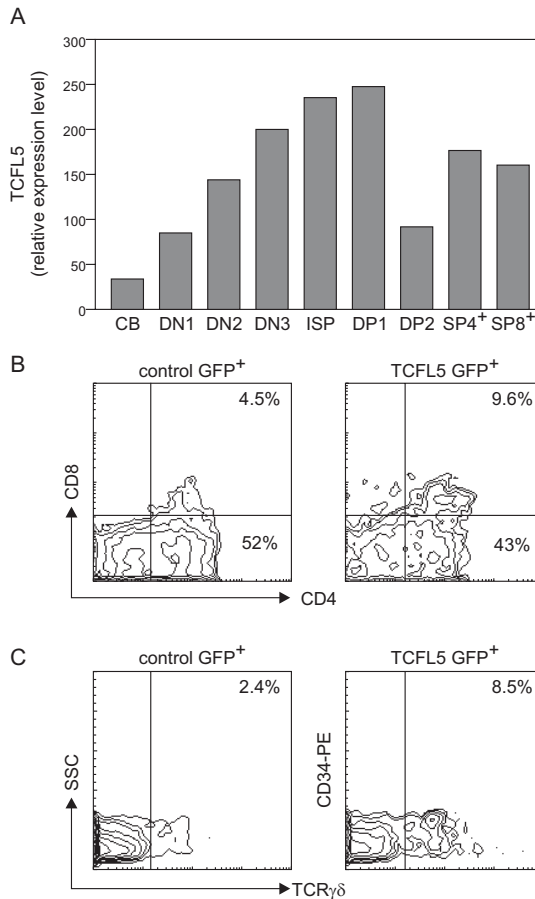 A
TCFL5
(relative expression level)
300
250
200
150
100
50
0
CB DN1 DN2 DN3 ISP DP1 DP2 SP4+ SP8+
B
control GFP+ TCFL5 GFP+
4.5% 9.6%
CD8
52% 43%
CD4
C
control GFP+ TCFL5 GFP+
2.4% 8.5%
SSC CD34-PE
TCRγδ